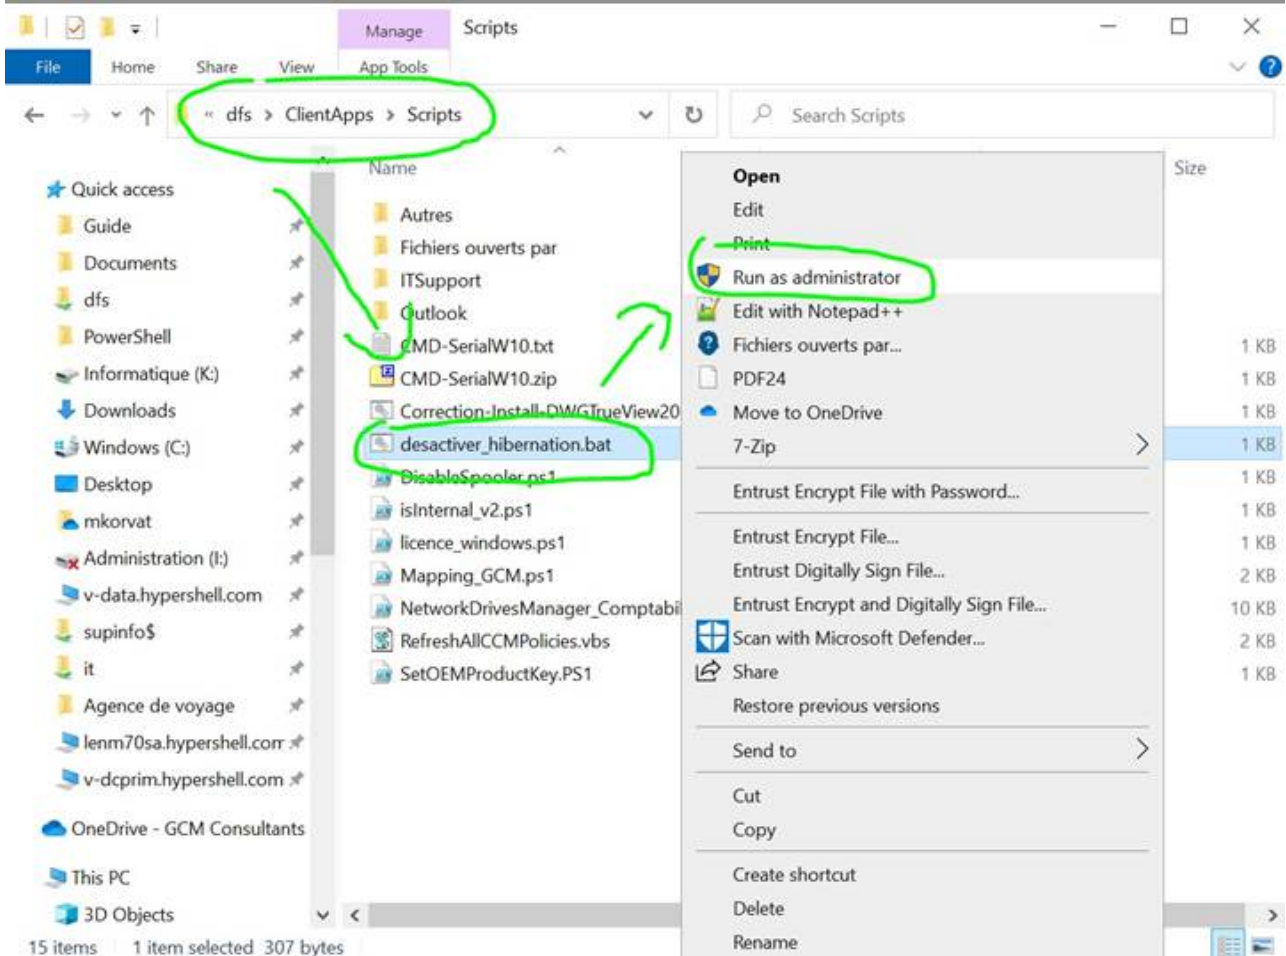 Manage
Scripts
File
Home
Share
View
App Tools
« dfs > ClientApps > Scripts
Search Scripts
Name
Size
Quick access
Guide
Documents
dfs
PowerShell
Informatique (K:)
Downloads
Windows (C:)
Desktop
mkorvat
Administration (I:)
v-data.hypershell.com
supinfo$
it
Agence de voyage
lenm70sa.hypershell.com
v-dcprim.hypershell.com
OneDrive - GCM Consultants
This PC
3D Objects
Autres
Fichiers ouverts par
ITSupport
Outlook
CMD-SerialW10.txt
CMD-SerialW10.zip
Correction-Install-DWGTrueView20
desactiver_hibernation.bat
DisableSpooler.ps1
isInternal_v2.ps1
licence_windows.ps1
Mapping_GCM.ps1
NetworkDrivesManager_Comptabi
RefreshAllCCMPolicies.vbs
SetOEMProductKey.PS1
Open
Edit
Print
Run as administrator
Edit with Notepad++
Fichiers ouverts par...
PDF24
Move to OneDrive
7-Zip
Entrust Encrypt File with Password...
Entrust Encrypt File...
Entrust Digitally Sign File...
Entrust Encrypt and Digitally Sign File...
Scan with Microsoft Defender...
Share
Restore previous versions
Send to
Cut
Copy
Create shortcut
Delete
Rename
1 KB
1 KB
1 KB
1 KB
1 KB
1 KB
1 KB
2 KB
10 KB
2 KB
1 KB
15 items
1 item selected 307 bytes